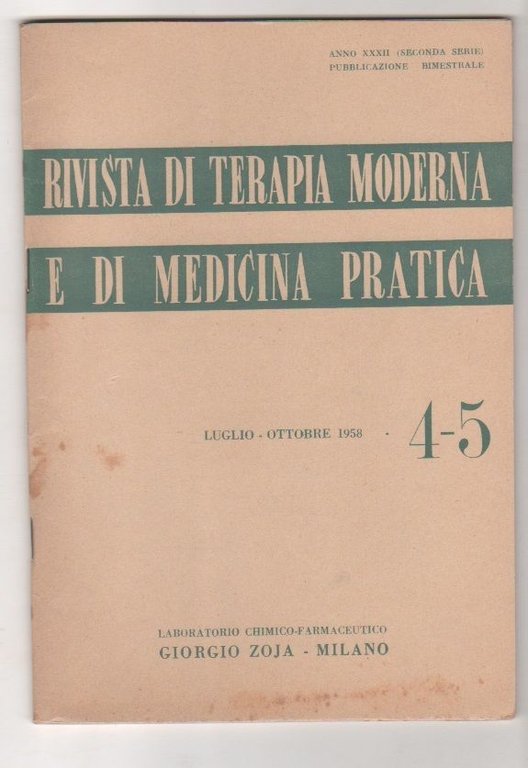 ANNO XXXII (SECONDA SERIE)
PUBBLICAZIONE BIMESTRALE
RIVISTA DI TERAPIA MODERNA
E DI MEDICINA PRATICA
LUGLIO - OTTOBRE 1958 · 4-5
LABORATORIO CHIMICO-FARMACEUTICO
GIORGIO ZOJA - MILANO